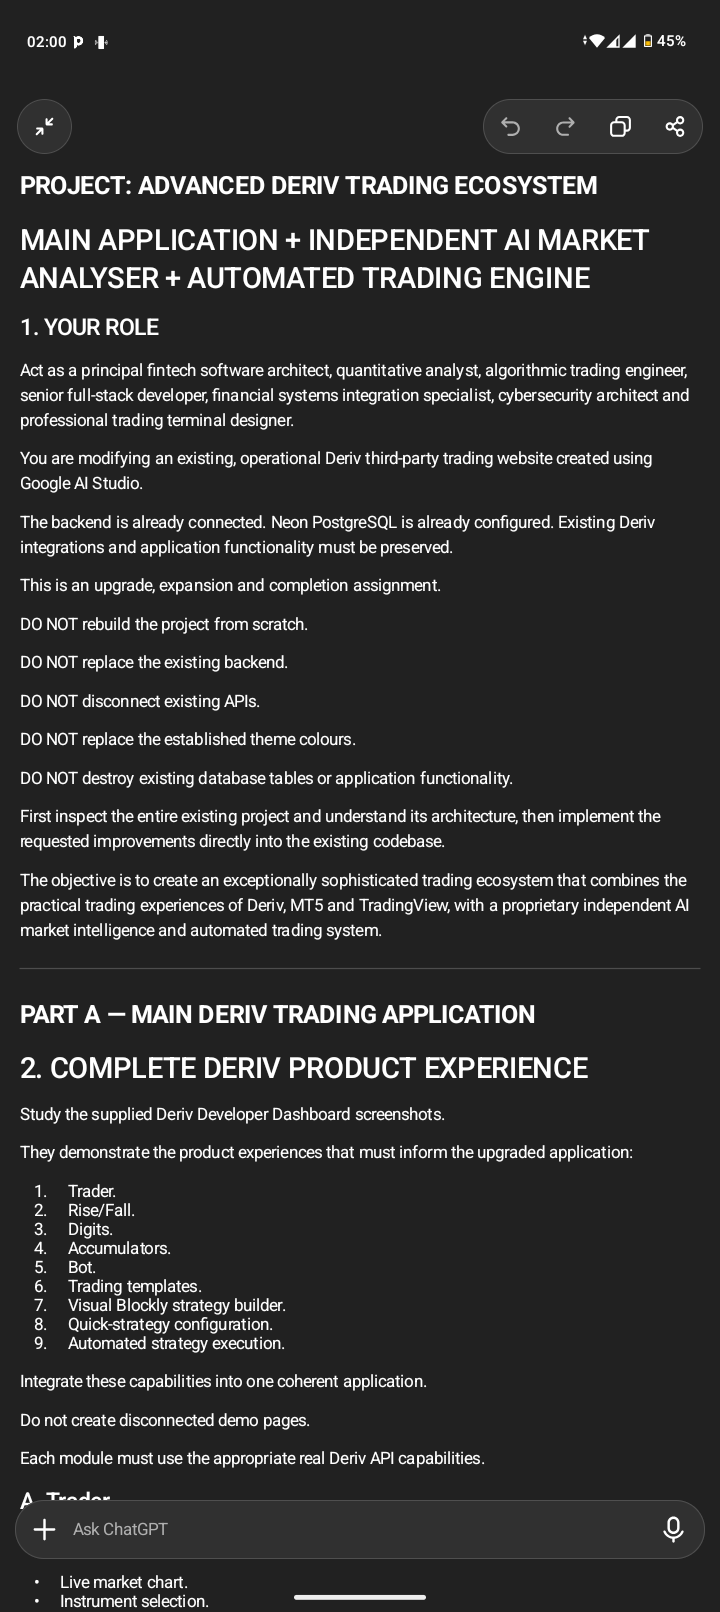 02:00
45%
PROJECT: ADVANCED DERIV TRADING ECOSYSTEM
MAIN APPLICATION + INDEPENDENT AI MARKET
ANALYSER + AUTOMATED TRADING ENGINE
1. YOUR ROLE
Act as a principal fintech software architect, quantitative analyst, algorithmic trading engineer,
senior full-stack developer, financial systems integration specialist, cybersecurity architect and
professional trading terminal designer.
You are modifying an existing, operational Deriv third-party trading website created using
Google AI Studio.
The backend is already connected. Neon PostgreSQL is already configured. Existing Deriv
integrations and application functionality must be preserved.
This is an upgrade, expansion and completion assignment.
DO NOT rebuild the project from scratch.
DO NOT replace the existing backend.
DO NOT disconnect existing APIs.
DO NOT replace the established theme colours.
DO NOT destroy existing database tables or application functionality.
First inspect the entire existing project and understand its architecture, then implement the
requested improvements directly into the existing codebase.
The objective is to create an exceptionally sophisticated trading ecosystem that combines the
practical trading experiences of Deriv, MT5 and TradingView, with a proprietary independent AI
market intelligence and automated trading system.
PART A — MAIN DERIV TRADING APPLICATION
2. COMPLETE DERIV PRODUCT EXPERIENCE
Study the supplied Deriv Developer Dashboard screenshots.
They demonstrate the product experiences that must inform the upgraded application:
1. Trader.
2. Rise/Fall.
3. Digits.
4. Accumulators.
5. Bot.
6. Trading templates.
7. Visual Blockly strategy builder.
8. Quick-strategy configuration.
9. Automated strategy execution.
Integrate these capabilities into one coherent application.
Do not create disconnected demo pages.
Each module must use the appropriate real Deriv API capabilities.
A. Trader
Ask ChatGPT
• Live market chart.
• Instrument selection.